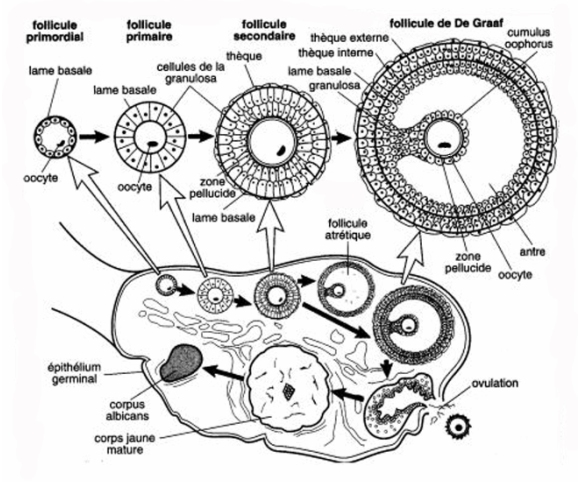 follicule
primordial
follicule
primaire
follicule
secondaire
follicule de De Graaf
thèque externe
cumulus
oophorus
thèque interne
thèque
cellules de la
granulosa
lame basale
lame basale
granulosa
lame basale
oocyte
oocyte
zone
pellucide
lame basale
follicule
atrétique
zone
pellucide
antre
oocyte
épithélium
germinal
corpus
albicans
corps jaune
mature
ovulation